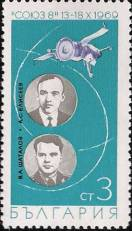 "СОЮЗ 8" 13-18 X 1969
В.А. ШАТАЛОВ • А.С. ЕЛИСЕЕВ
СТ 3
БЪЛГАРИЯ